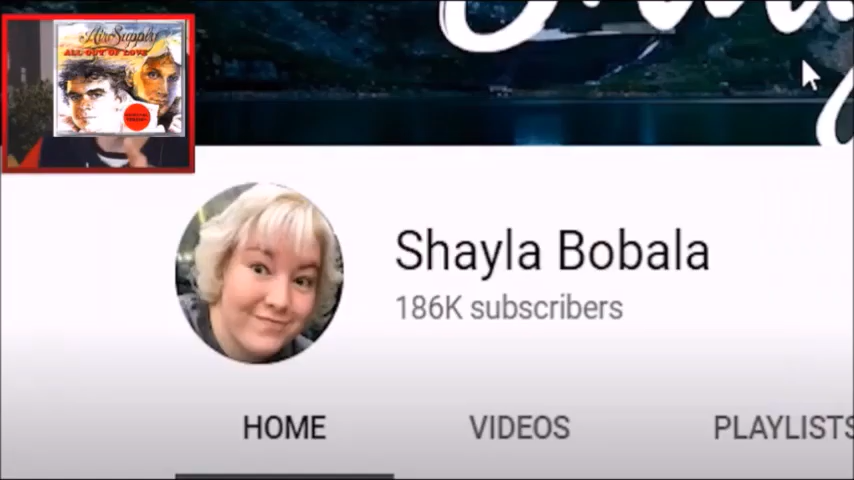 Air Supply
ALL OUT OF LOVE
Shayla Bobala
186K subscribers
HOME VIDEOS PLAYLISTS